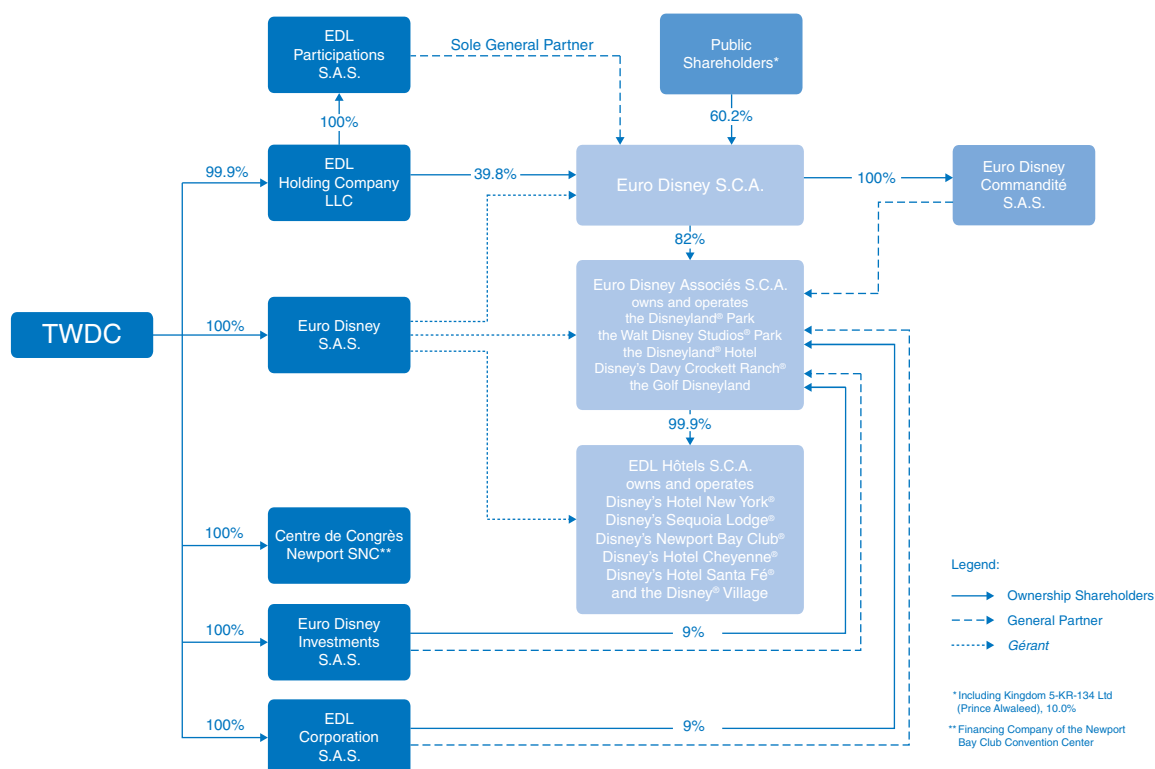 EDL
Participations
S.A.S.
Sole General Partner
Public
Shareholders*
100%
60.2%
99.9%
EDL
Holding Company
LLC
39.8%
Euro Disney S.C.A.
100%
Euro Disney
Commandité
S.A.S.
82%
TWDC
100%
Euro Disney
S.A.S.
Euro Disney Associés S.C.A.
owns and operates
the Disneyland® Park
the Walt Disney Studios® Park
the Disneyland® Hotel
Disney's Davy Crockett Ranch®
the Golf Disneyland
99.9%
EDL Hôtels S.C.A.
owns and operates
Disney's Hotel New York®
Disney's Sequoia Lodge®
Disney's Newport Bay Club®
Disney's Hotel Cheyenne®
Disney's Hotel Santa Fé®
and the Disney® Village
100%
Centre de Congrès
Newport SNC**
100%
Euro Disney
Investments
S.A.S.
9%
100%
EDL
Corporation
S.A.S.
9%
Legend:
Ownership Shareholders
General Partner
Gérant
* Including Kingdom 5-KR-134 Ltd
(Prince Alwaleed), 10.0%
** Financing Company of the Newport
Bay Club Convention Center